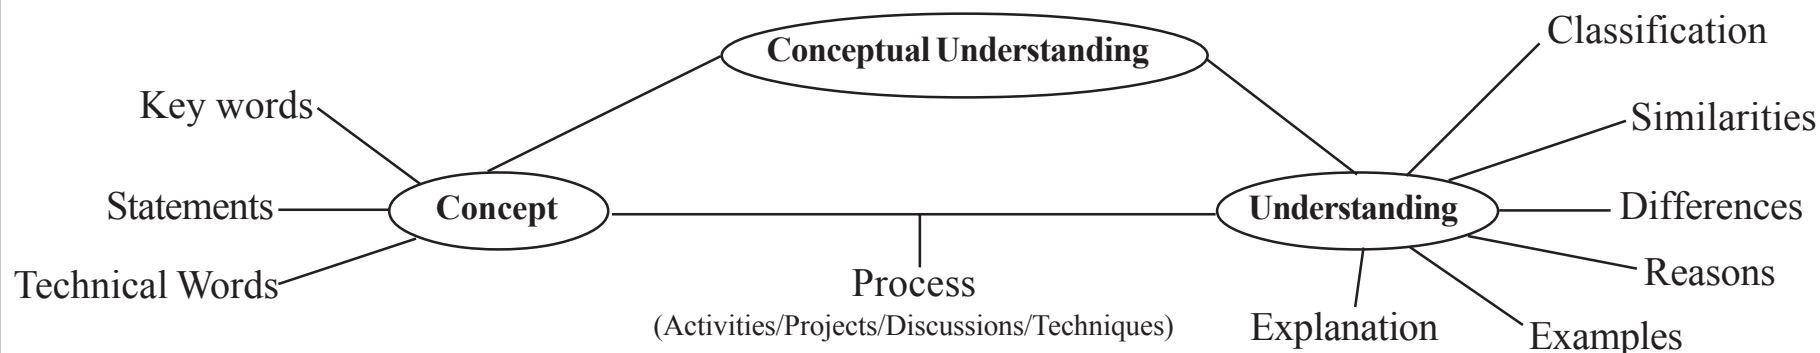 Conceptual Understanding
Classification
Key words
Similarities
Statements
Concept
Understanding
Differences
Technical Words
Process
Reasons
(Activities/Projects/Discussions/Techniques)
Explanation
Examples